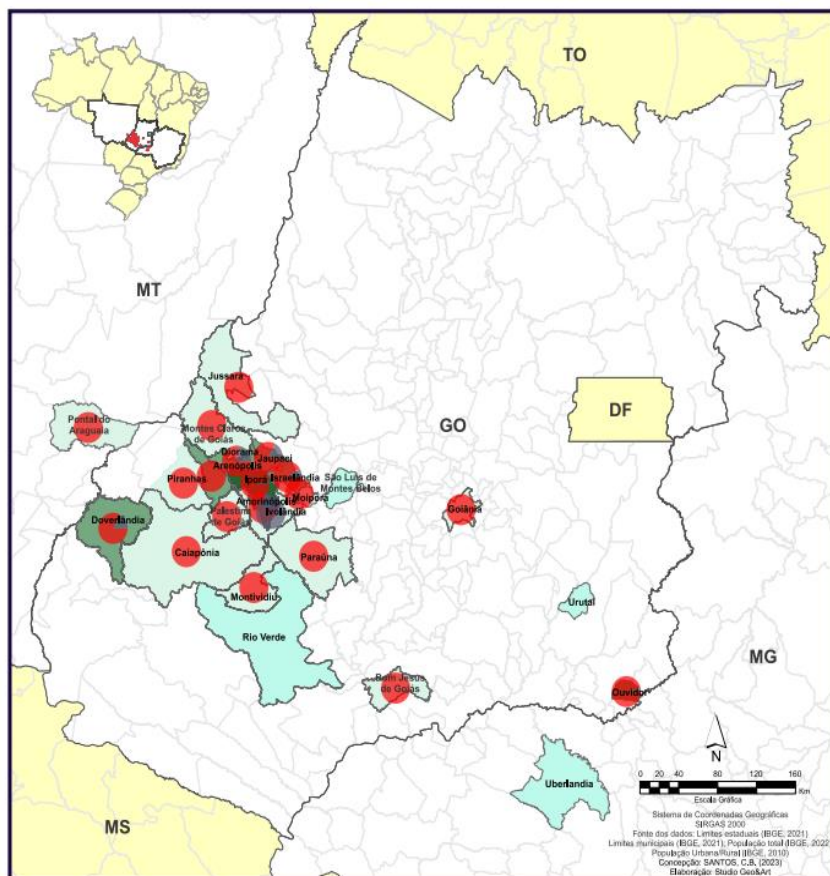 TO
MT
Jussara
GO
DF
Pontal do
Araguaia
Montes Claros
de Goiás
Diorama
Jaupaci
Arenópolis
Piranhas
Iporá
Israelândia
São Luís de
Montes Belos
Moiporá
Amorinópolis
Ivolândia
Palestina
de Goiás
Goiânia
Doverlândia
Caiapônia
Paraúna
Montividiu
Urutaí
Rio Verde
MG
Bom Jesus
de Goiás
Ouvidor
N
Uberlandia
0 20 40 80 120 160
Km
Escala Gráfica
MS
Sistema de Coordenadas Geográficas
SIRGAS 2000
Fonte dos dados: Limites estaduais (IBGE, 2021)
Limites municipais (IBGE, 2021); População total (IBGE, 2022)
População Urbana/Rural (IBGE, 2010)
Concepção: SANTOS, C.B, (2023)
Elaboração: Studio Geo&Art